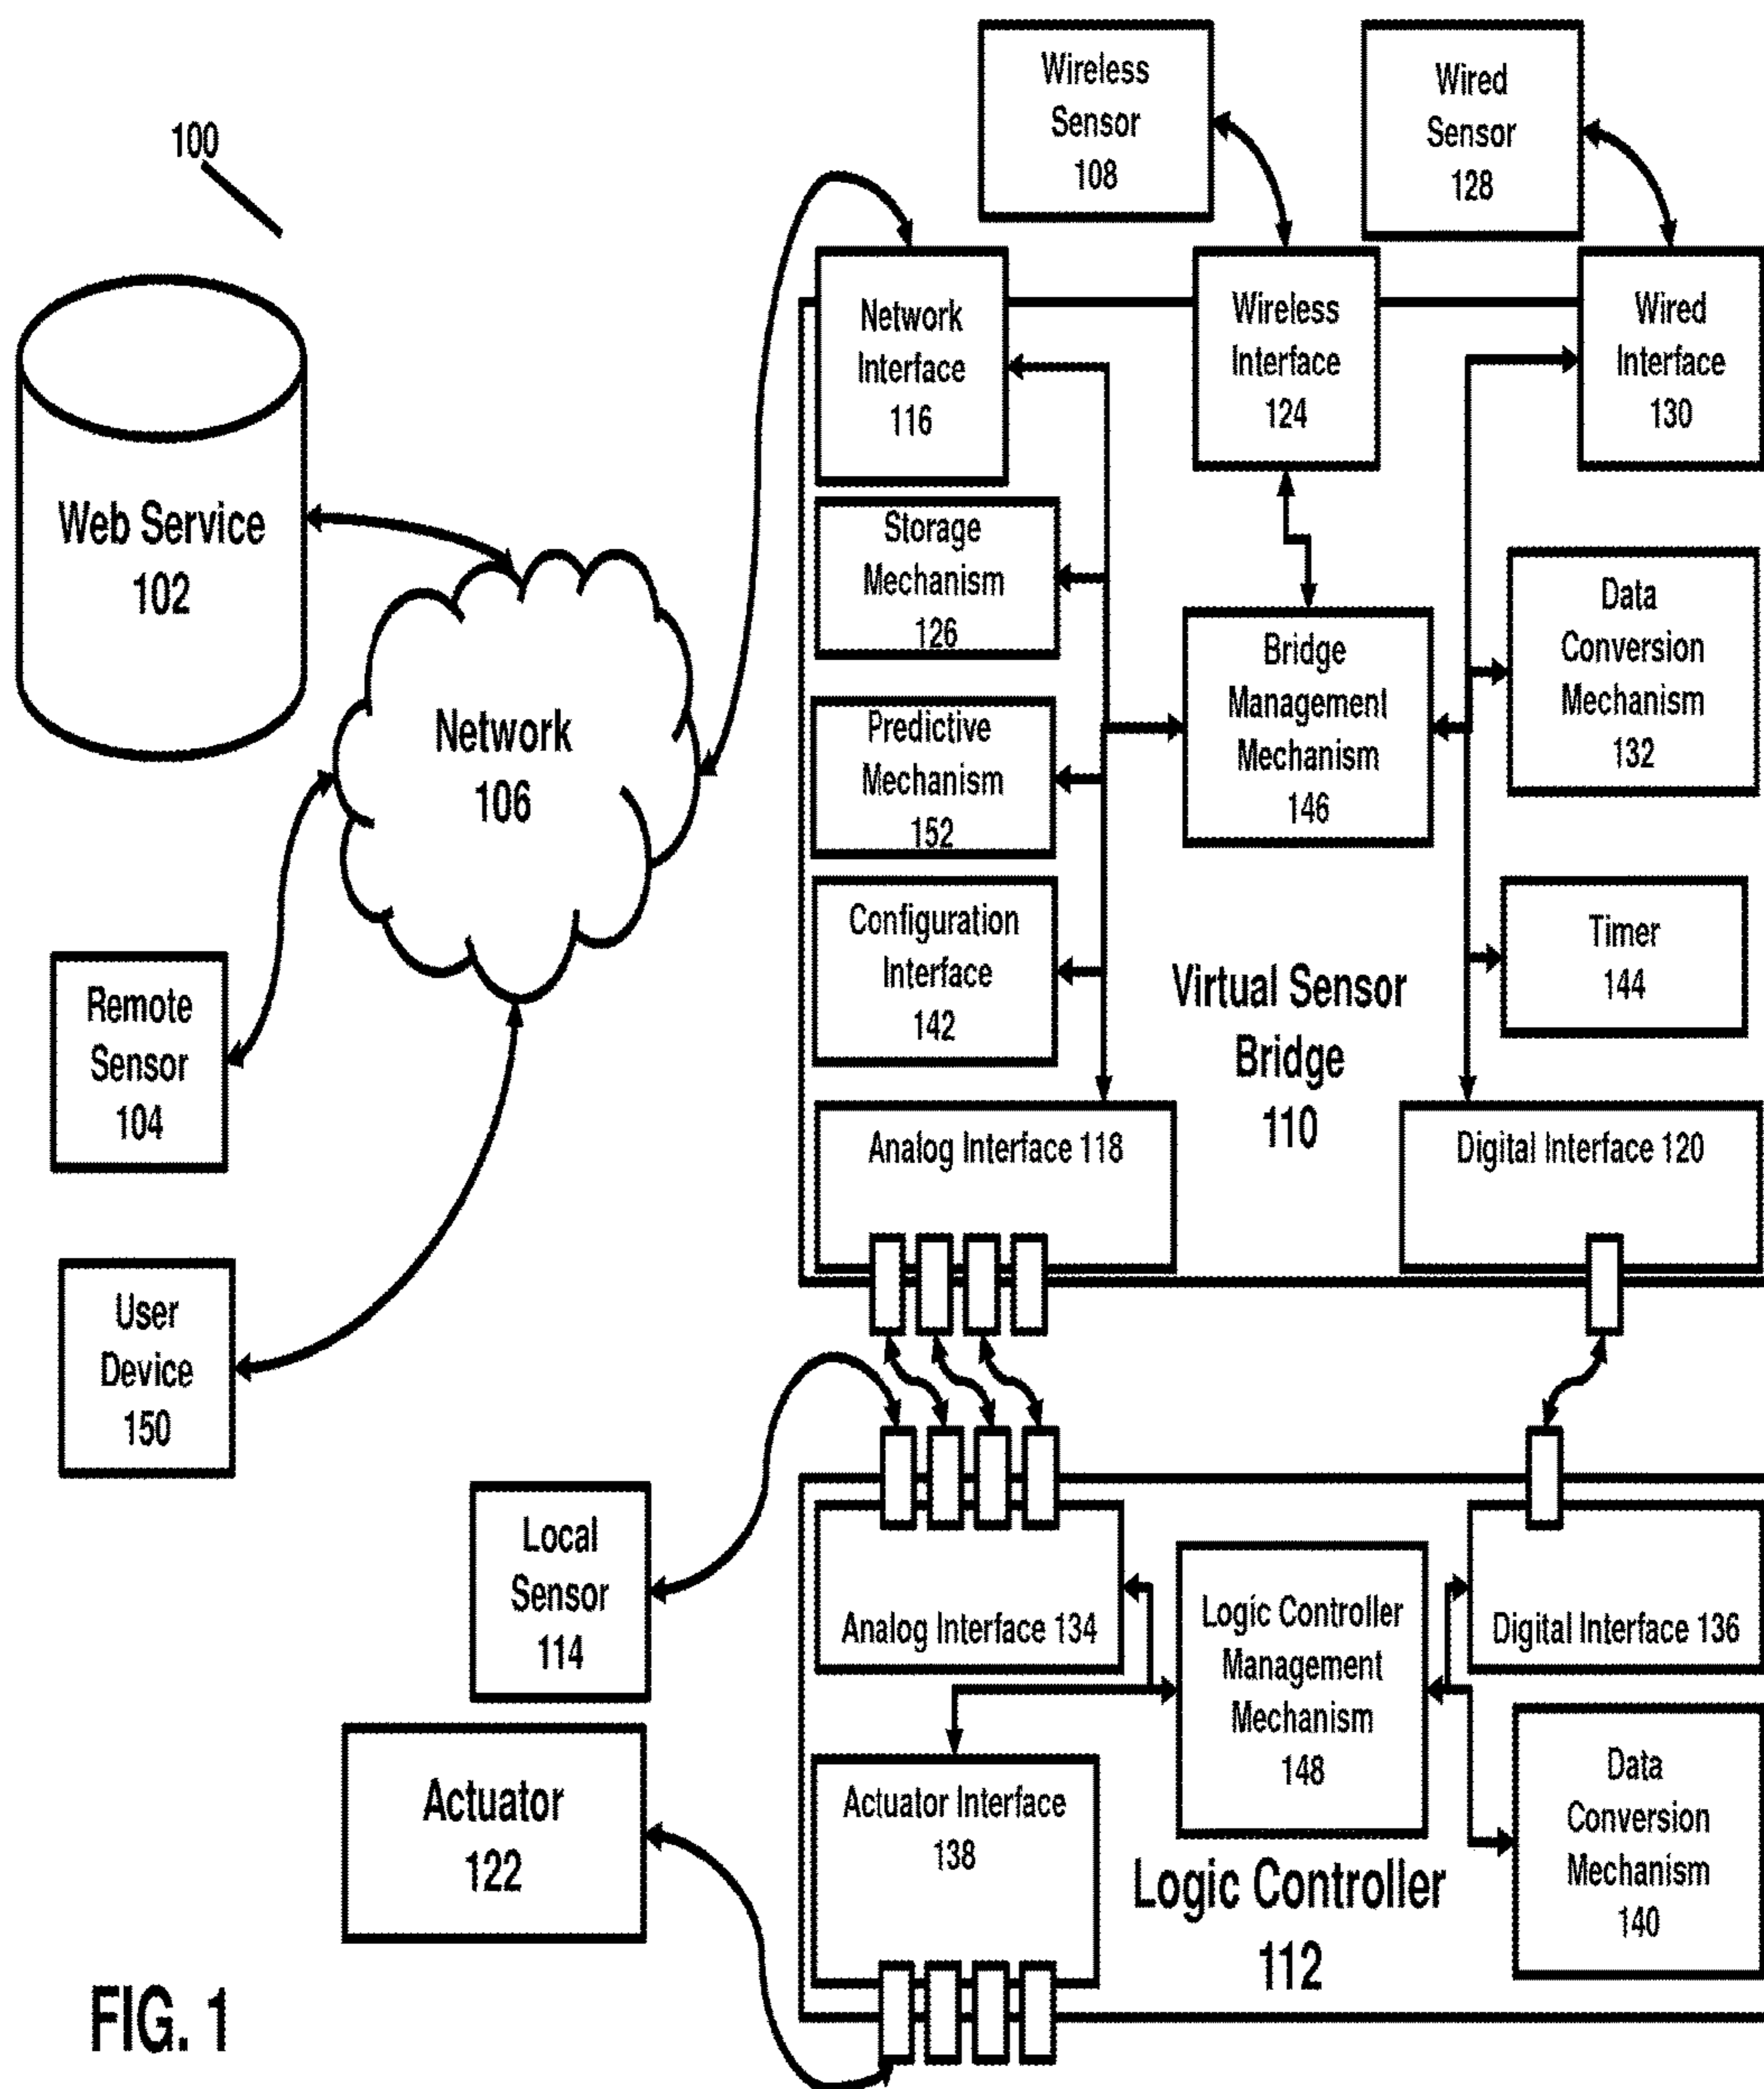 100
Wireless
Sensor
108
Wired
Sensor
128
Web Service
102
Network
106
Remote
Sensor
104
User
Device
150
Network
Interface
116
Wireless
Interface
124
Wired
Interface
130
Storage
Mechanism
126
Predictive
Mechanism
152
Configuration
Interface
142
Bridge
Management
Mechanism
146
Data
Conversion
Mechanism
132
Timer
144
Virtual Sensor
Bridge
110
Analog Interface 118
Digital Interface 120
Local
Sensor
114
Actuator
122
Analog Interface 134
Logic Controller
Management
Mechanism
148
Digital Interface 136
Actuator Interface
138
Data
Conversion
Mechanism
140
Logic Controller
112
FIG. 1